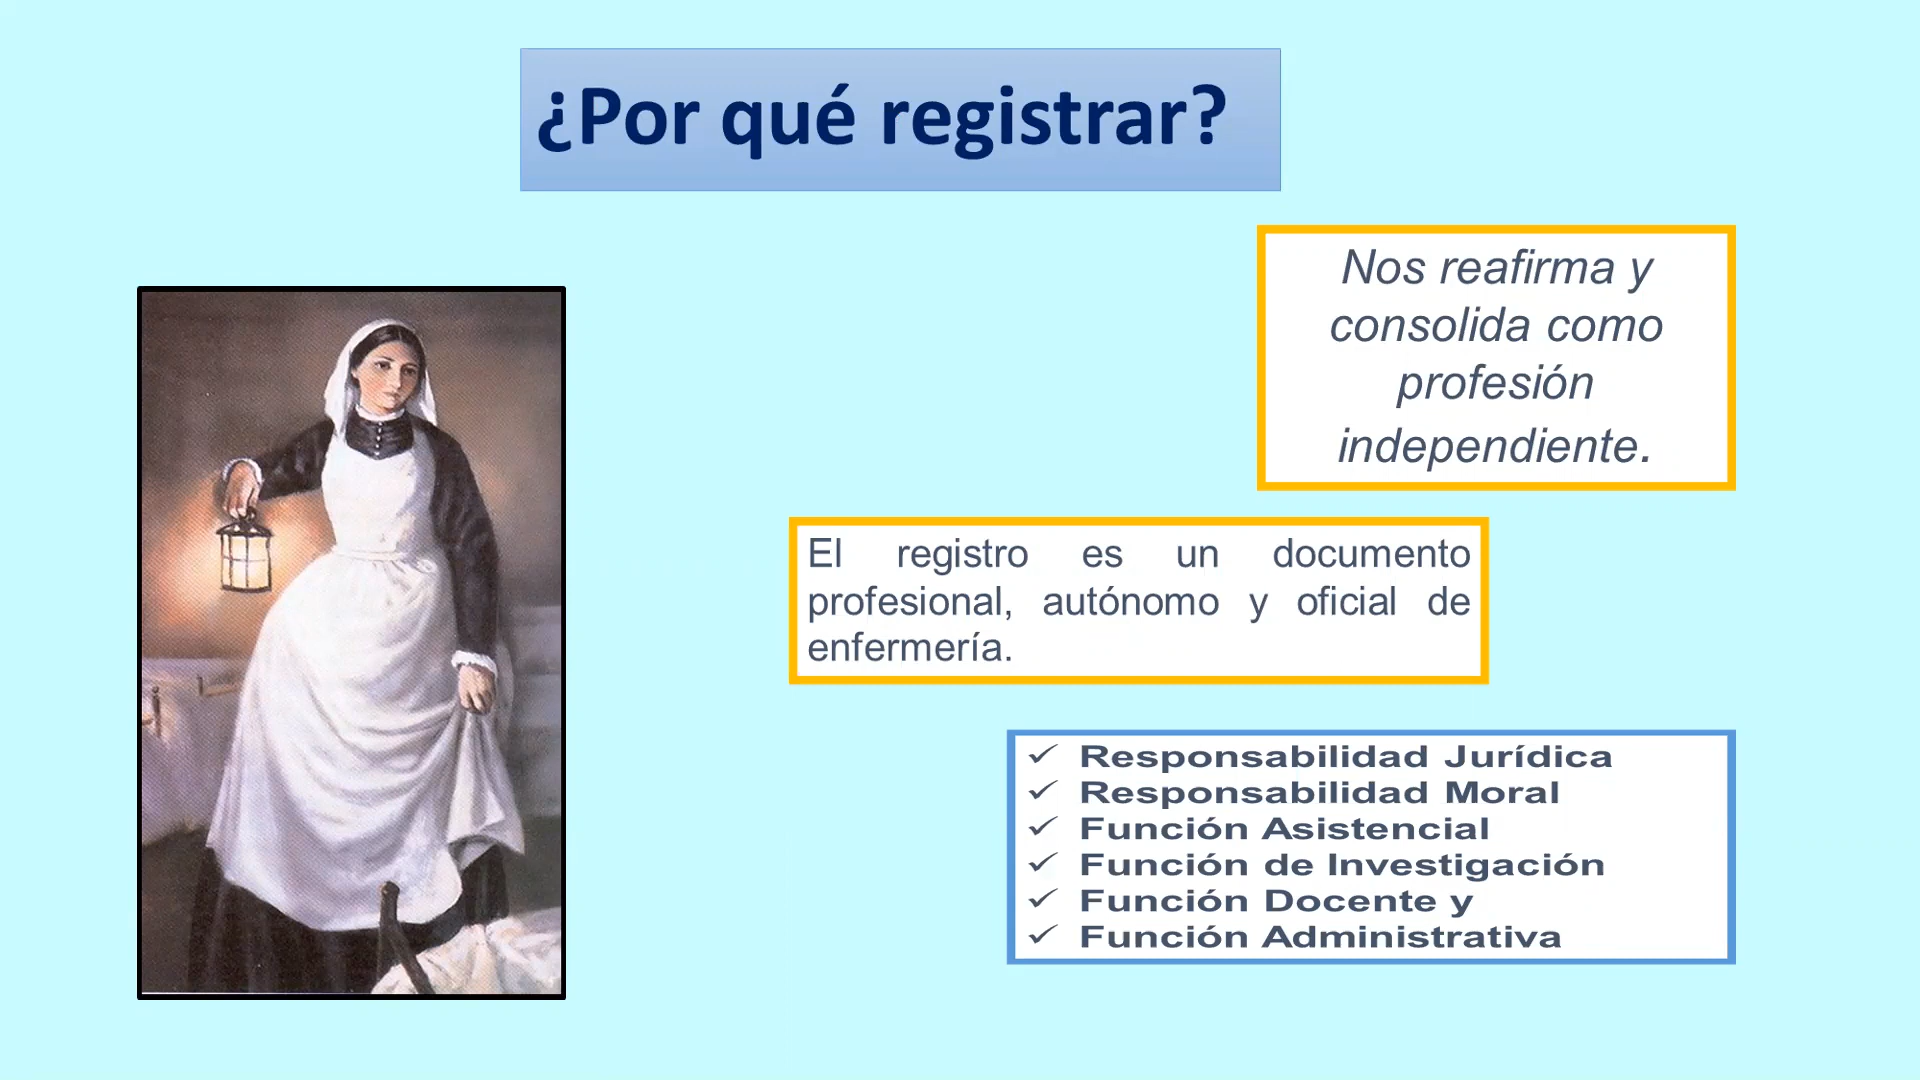 ¿Por qué registrar?
Nos reafirma y
consolida como
profesión
independiente.
El registro es un documento
profesional, autónomo y oficial de
enfermería.
✓ Responsabilidad Jurídica
✓ Responsabilidad Moral
✓ Función Asistencial
✓ Función de Investigación
✓ Función Docente y
✓ Función Administrativa